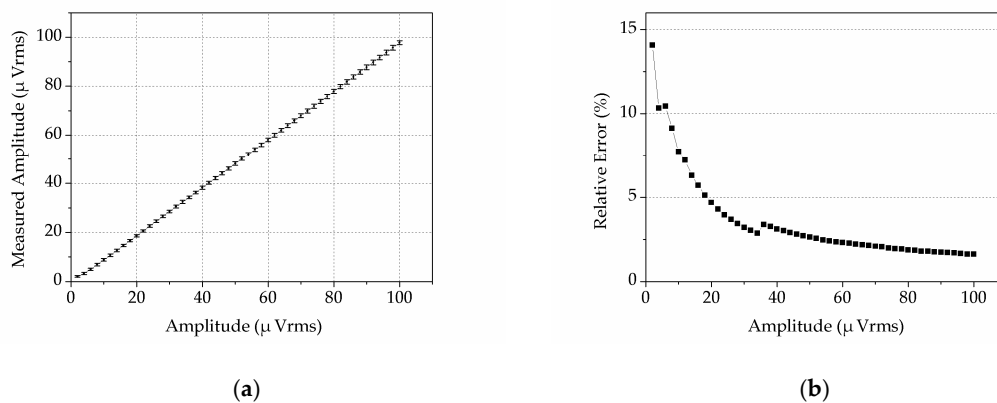 100
80
60
40
20
0
Measured Amplitude (μ Vrms)
0 20 40 60 80 100
Amplitude (μ Vrms)
(a)
15
10
5
0
Relative Error (%)
0 20 40 60 80 100
Amplitude (μ Vrms)
(b)